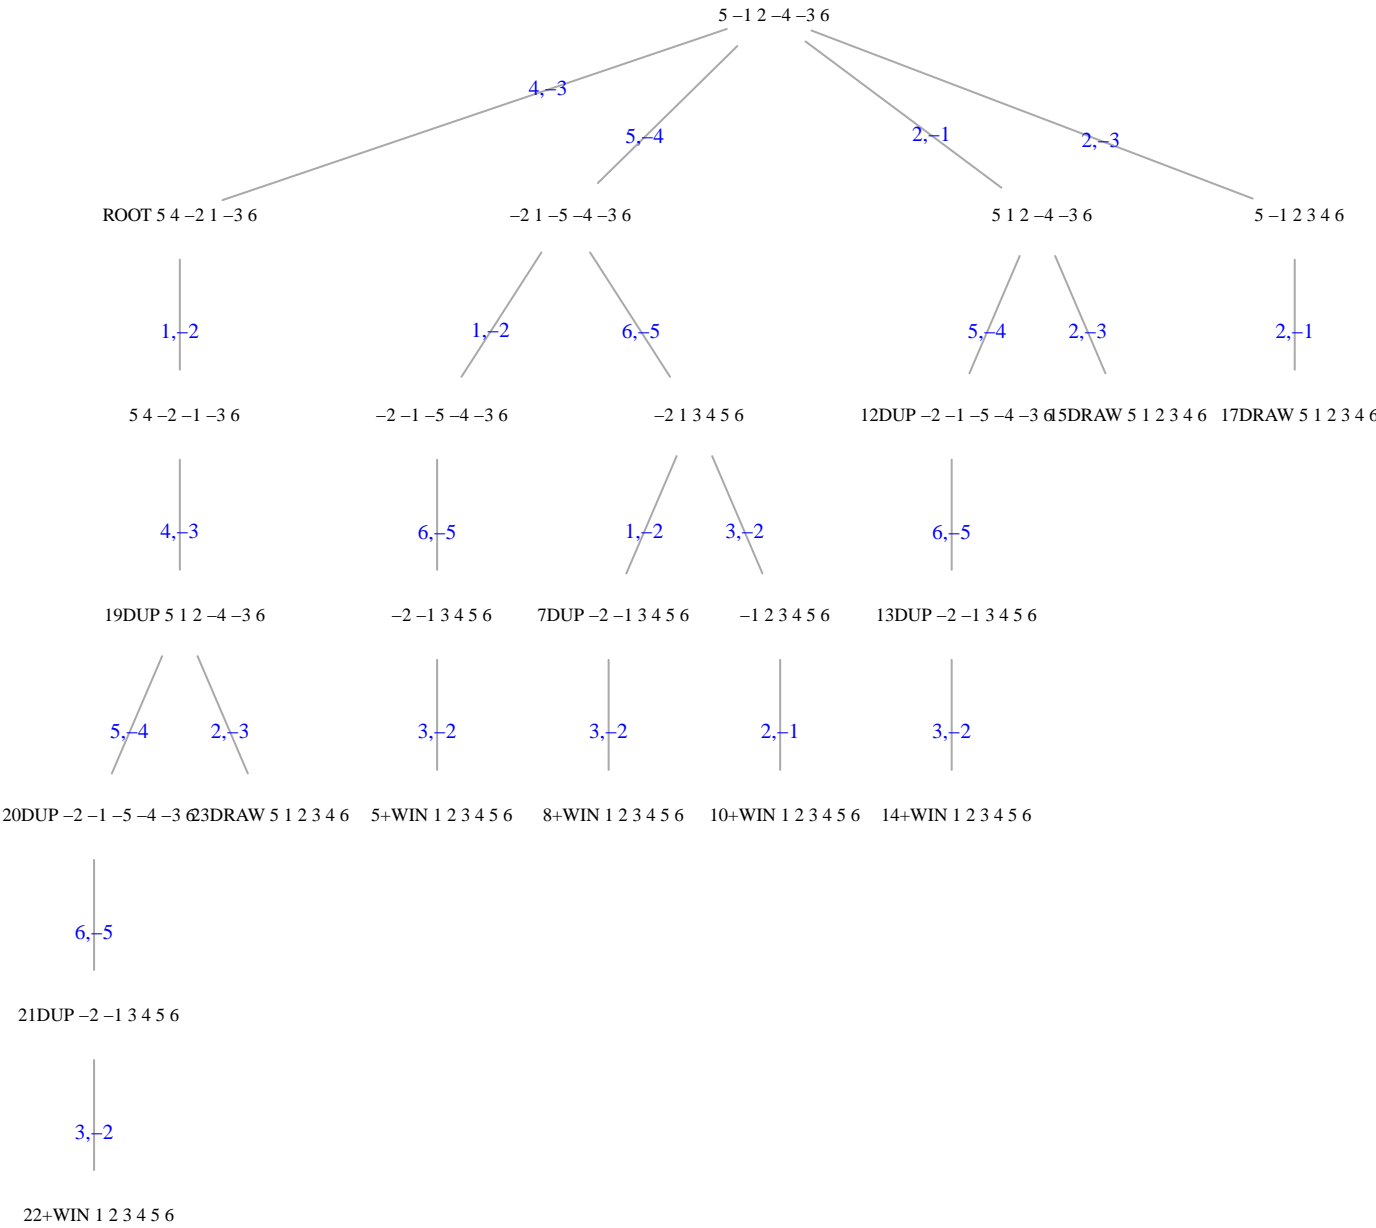 5 –1 2 –4 –3 6
4,–3
5,–4
2,–1
2,–3
ROOT 5 4 –2 1 –3 6
–2 1 –5 –4 –3 6
5 1 2 –4 –3 6
5 –1 2 3 4 6
1,–2
1,–2
6,–5
5,–4
2,–3
2,–1
5 4 –2 –1 –3 6
–2 –1 –5 –4 –3 6
–2 1 3 4 5 6
12DUP –2 –1 –5 –4 –3 6
15DRAW 5 1 2 3 4 6
17DRAW 5 1 2 3 4 6
4,–3
6,–5
1,–2
3,–2
6,–5
19DUP 5 1 2 –4 –3 6
–2 –1 3 4 5 6
7DUP –2 –1 3 4 5 6
–1 2 3 4 5 6
13DUP –2 –1 3 4 5 6
5,–4
2,–3
3,–2
3,–2
2,–1
3,–2
20DUP –2 –1 –5 –4 –3 6
23DRAW 5 1 2 3 4 6
5+WIN 1 2 3 4 5 6
8+WIN 1 2 3 4 5 6
10+WIN 1 2 3 4 5 6
14+WIN 1 2 3 4 5 6
6,–5
21DUP –2 –1 3 4 5 6
3,–2
22+WIN 1 2 3 4 5 6